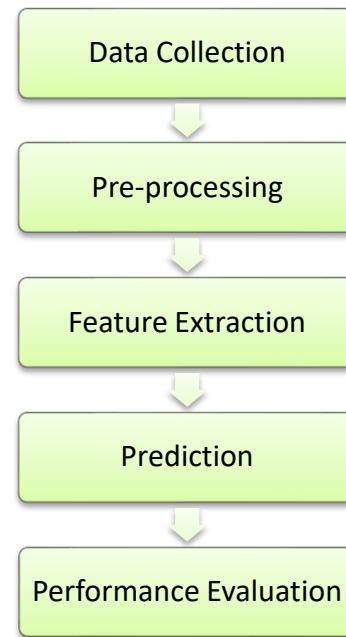 Data Collection
Pre-processing
Feature Extraction
Prediction
Performance Evaluation